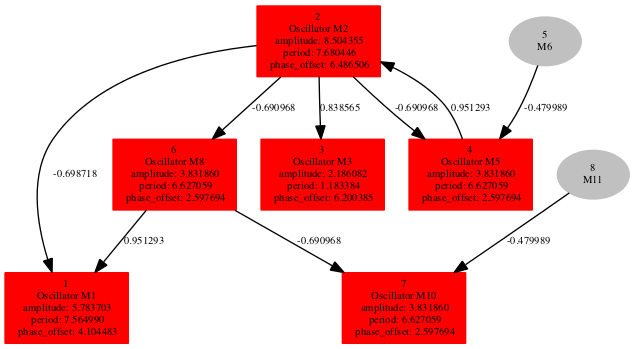 2
Oscillator M2
amplitude: 8.504355
period: 7.680446
phase_offset: 6.486506
5
M6
-0.690968
0.838565
-0.690968
0.951293
-0.479989
6
Oscillator M8
amplitude: 3.831860
period: 6.627059
phase_offset: 2.597694
3
Oscillator M3
amplitude: 2.186082
period: 1.183384
phase_offset: 6.200385
4
Oscillator M5
amplitude: 3.831860
period: 6.627059
phase_offset: 2.597694
8
M11
-0.698718
0.951293
-0.690968
-0.479989
1
Oscillator M1
amplitude: 5.783703
period: 7.564990
phase_offset: 4.104483
7
Oscillator M10
amplitude: 3.831860
period: 6.627059
phase_offset: 2.597694